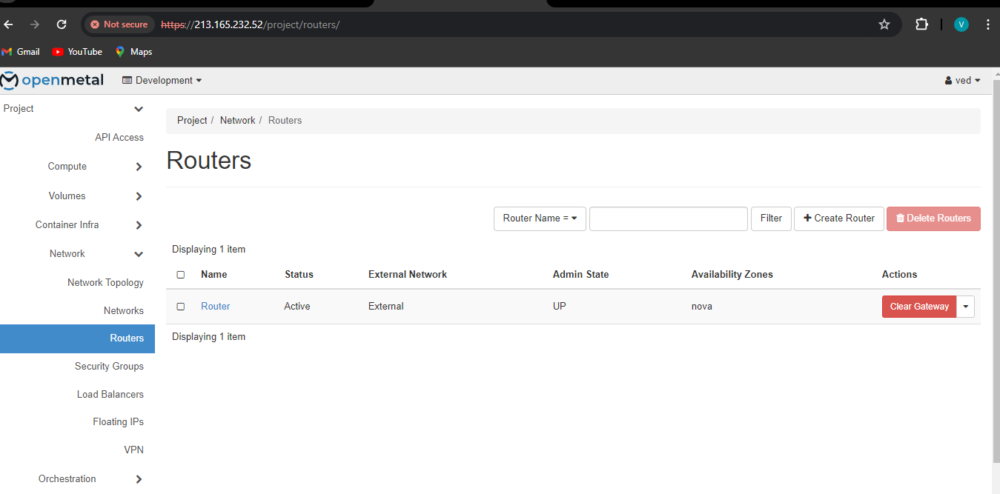 Not secure https://213.165.232.52/project/routers/ V
Gmail YouTube Maps
openmetal Development ved
Project
API Access
Compute
Volumes
Container Infra
Network
Network Topology
Networks
Routers
Security Groups
Load Balancers
Floating IPs
VPN
Orchestration
Project / Network / Routers
Routers
Router Name = Filter + Create Router Delete Routers
Displaying 1 item
Name Status External Network Admin State Availability Zones Actions
Router Active External UP nova Clear Gateway
Displaying 1 item